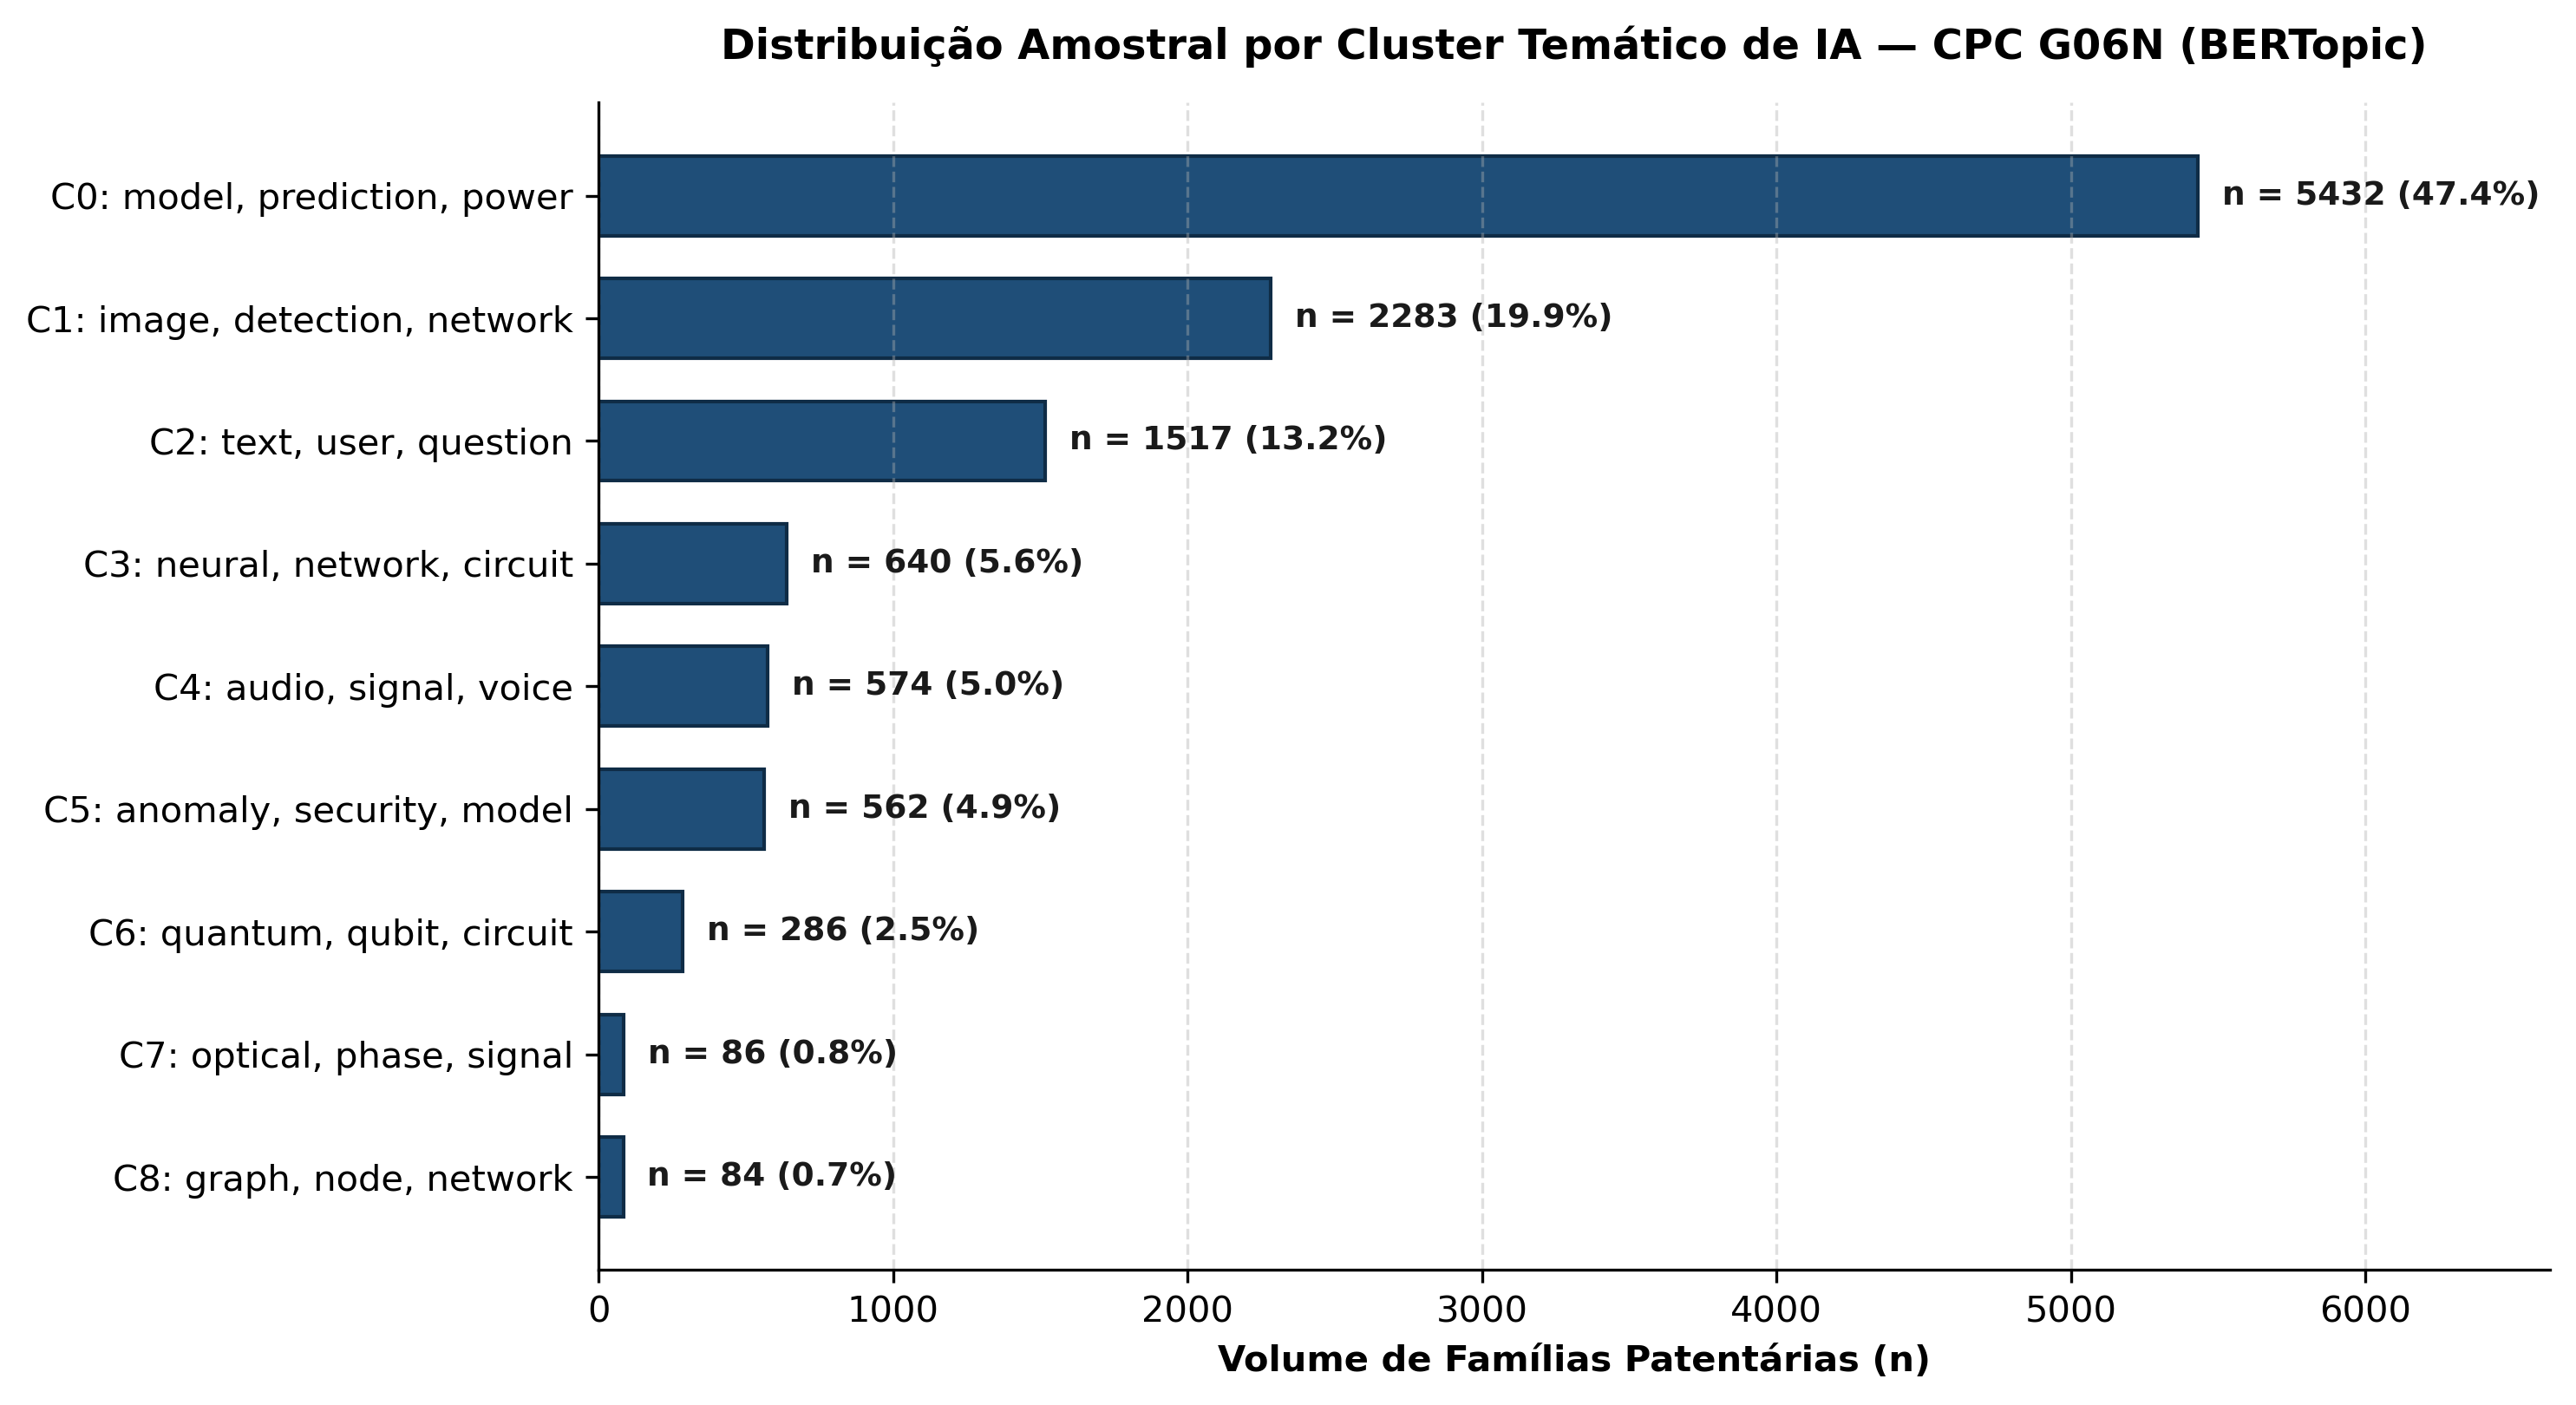 Distribuição Amostral por Cluster Temático de IA — CPC G06N (BERTopic)
C0: model, prediction, power
n = 5432 (47.4%)
C1: image, detection, network
n = 2283 (19.9%)
C2: text, user, question
n = 1517 (13.2%)
C3: neural, network, circuit
n = 640 (5.6%)
C4: audio, signal, voice
n = 574 (5.0%)
C5: anomaly, security, model
n = 562 (4.9%)
C6: quantum, qubit, circuit
n = 286 (2.5%)
C7: optical, phase, signal
n = 86 (0.8%)
C8: graph, node, network
n = 84 (0.7%)
0 1000 2000 3000 4000 5000 6000
Volume de Famílias Patentárias (n)